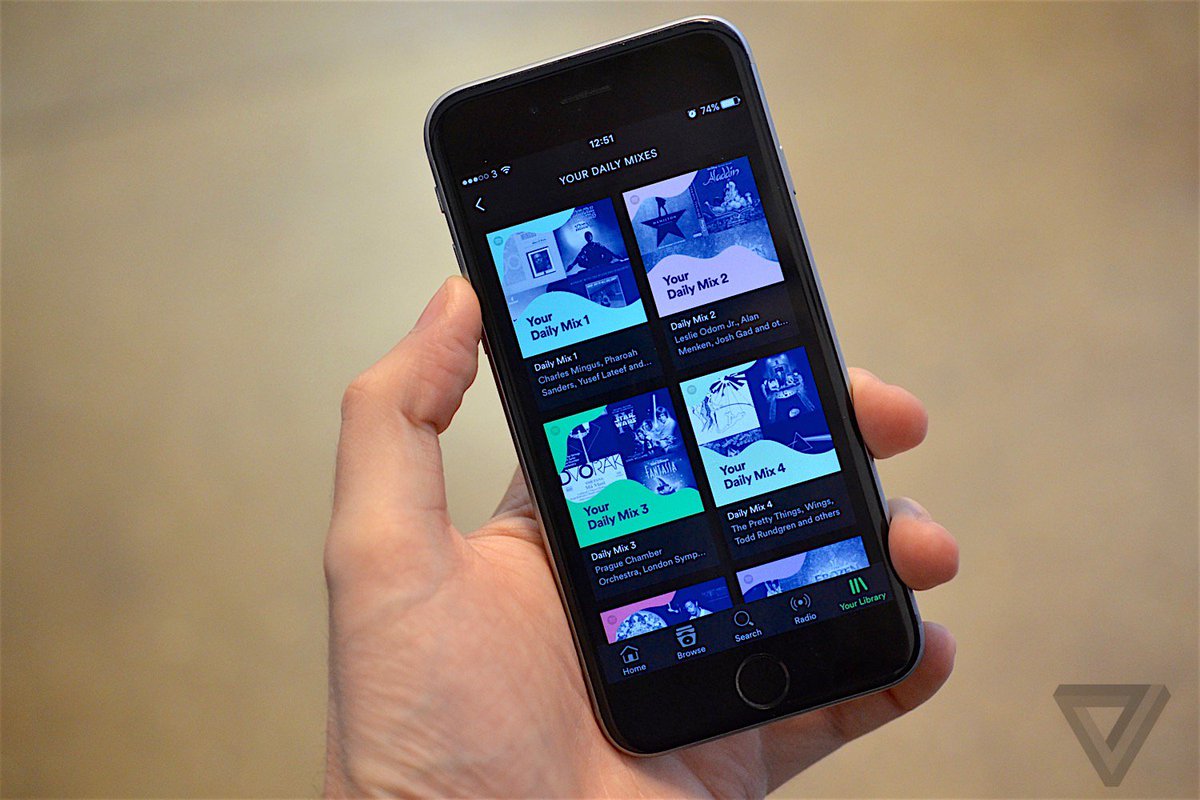 3
12:51
74%
YOUR DAILY MIXES
Your
Daily Mix 1
Daily Mix 1
Charles Mingus, Pharoah
Sanders, Yusef Lateef and...
HAMILTON
Aladdin
Your
Daily Mix 2
Daily Mix 2
Leslie Odom Jr., Alan
Menken, Josh Gad and ot...
STAR
WARS
DVOŘAK
FANTASIA
Your
Daily Mix 3
Daily Mix 3
Prague Chamber
Orchestra, London Symp...
Your
Daily Mix 4
Daily Mix 4
The Pretty Things, Wings,
Todd Rundgren and others
FROZEN
Home
Browse
Search
Radio
Your Library